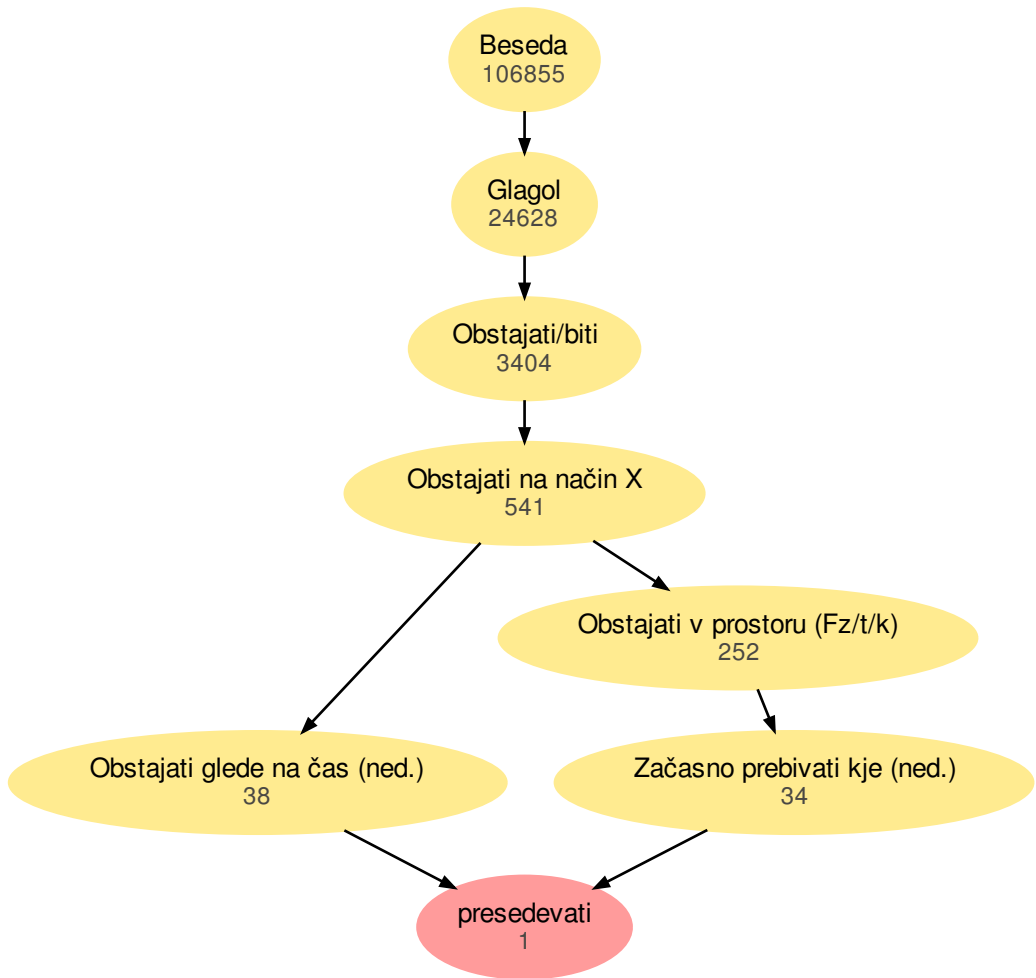 Beseda
106855
Glagol
24628
Obstajati/biti
3404
Obstajati na način X
541
Obstajati v prostoru (Fz/t/k)
252
Obstajati glede na čas (ned.)
38
Začasno prebivati kje (ned.)
34
presedevati
1